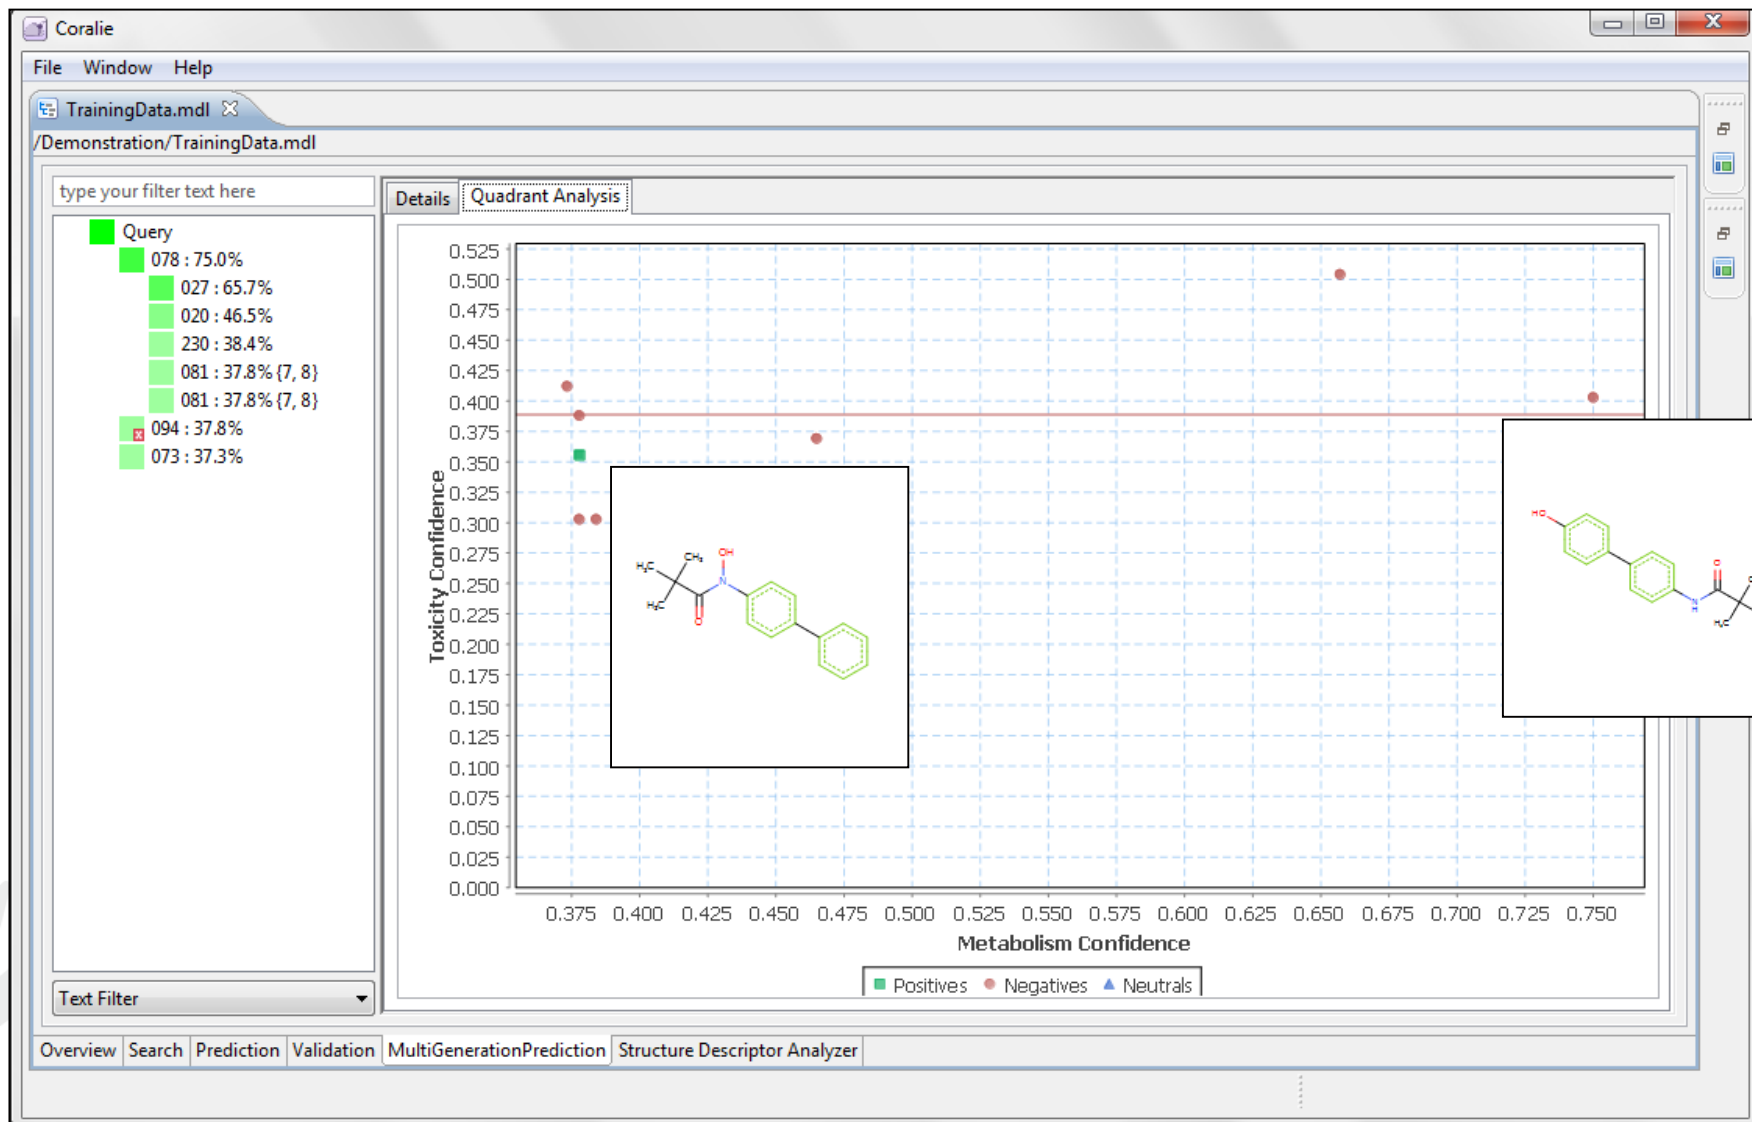 Coralie
File Window Help
TrainingData.mdl
/Demonstration/TrainingData.mdl
type your filter text here
Query
078 : 75.0%
027 : 65.7%
020 : 46.5%
230 : 38.4%
081 : 37.8% {7, 8}
081 : 37.8% {7, 8}
094 : 37.8%
073 : 37.3%
Text Filter
Details Quadrant Analysis
0.525
0.500
0.475
0.450
0.425
0.400
0.375
0.350
0.325
0.300
0.275
0.250
0.225
0.200
0.175
0.150
0.125
0.100
0.075
0.050
0.025
0.000
Toxicity Confidence
H₃C
CH₃
OH
H₃C
N
O
HO
O
N
H
H₃C
0.375 0.400 0.425 0.450 0.475 0.500 0.525 0.550 0.575 0.600 0.625 0.650 0.675 0.700 0.725 0.750
Metabolism Confidence
Positives Negatives Neutrals
Overview Search Prediction Validation MultiGenerationPrediction Structure Descriptor Analyzer